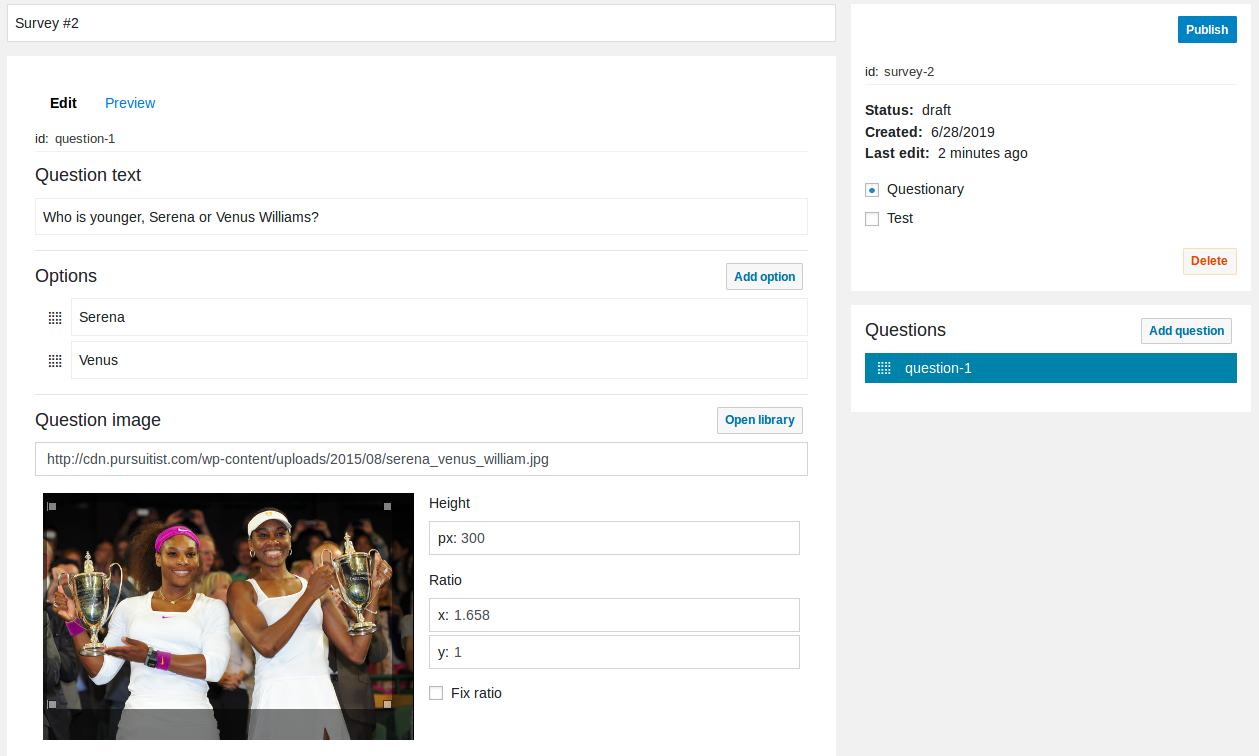 Survey #2
Edit Preview
id: question-1
Question text
Who is younger, Serena or Venus Williams?
Options Add option
Serena
Venus
Question image Open library
http://cdn.pursuitist.com/wp-content/uploads/2015/08/serena_venus_william.jpg
Height
px: 300
Ratio
x: 1.658
y: 1
Fix ratio
Publish
id: survey-2
Status: draft
Created: 6/28/2019
Last edit: 2 minutes ago
Questionary
Test
Delete
Questions Add question
question-1